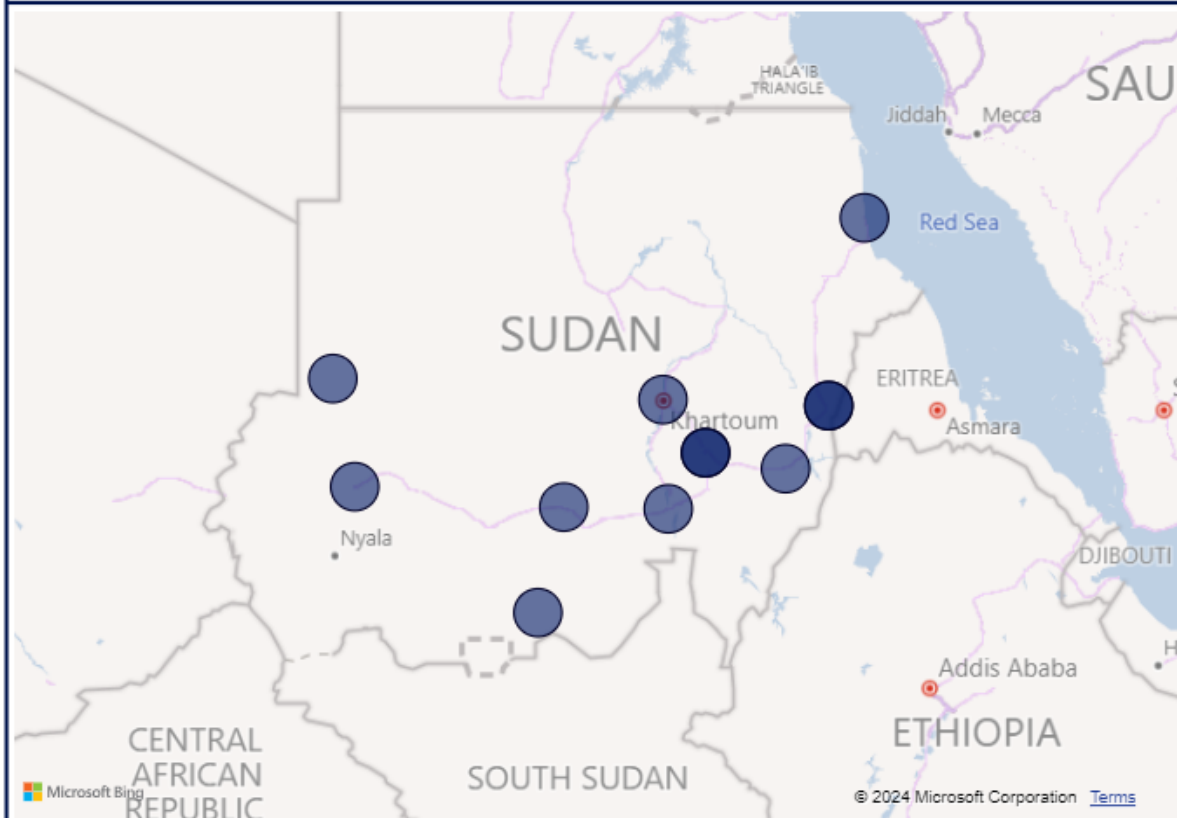 HALA'IB
TRIANGLE
SAU
Jiddah
Mecca
Red Sea
SUDAN
ERITREA
Khartoum
Asmara
S
Nyala
DJIBOUTI
H
Addis Ababa
ETHIOPIA
CENTRAL
AFRICAN
REPUBLIC
SOUTH SUDAN
Microsoft Bing
© 2024 Microsoft Corporation Terms